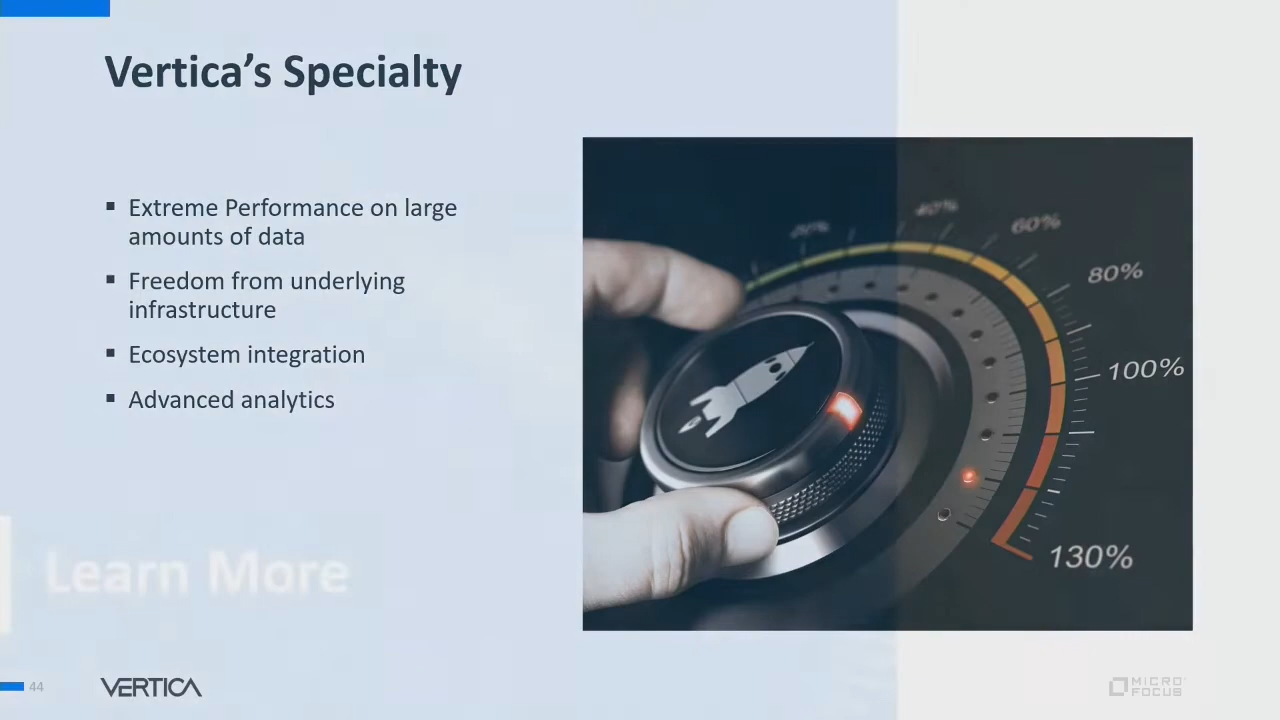 Vertica’s Specialty
▪ Extreme Performance on large
amounts of data
▪ Freedom from underlying
infrastructure
▪ Ecosystem integration
▪ Advanced analytics
20%
40%
60%
80%
100%
130%
Learn More
44
VERTICA
MICRO
FOCUS